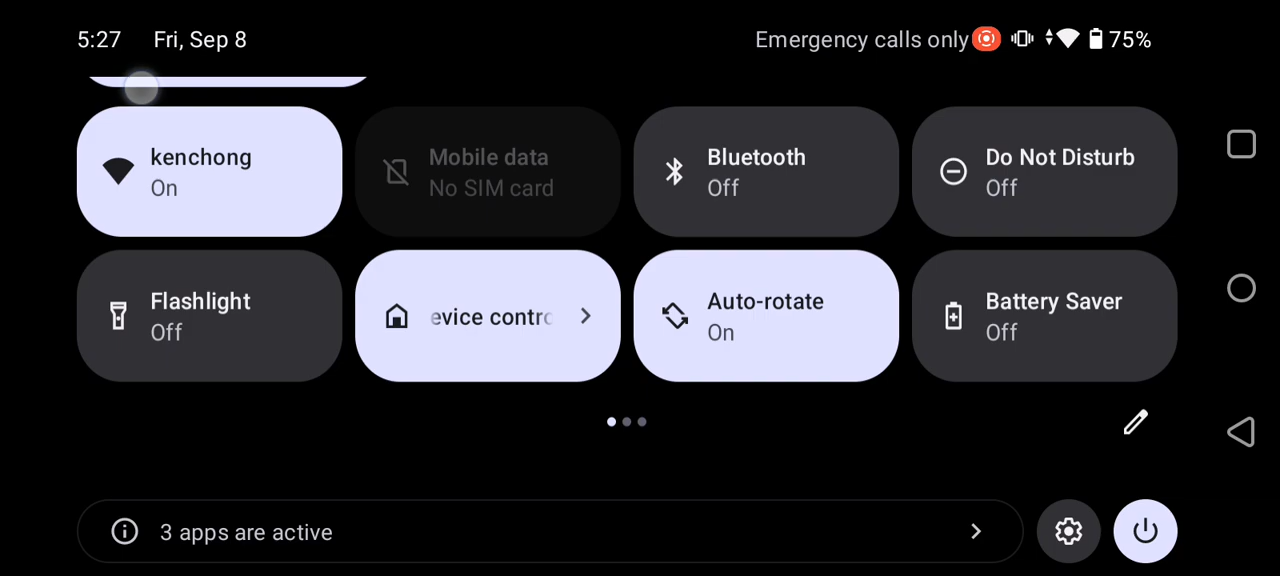 5:27 Fri, Sep 8 Emergency calls only 75%
kenchong
On
Mobile data
No SIM card
Bluetooth
Off
Do Not Disturb
Off
Flashlight
Off
evice contro
Auto-rotate
On
Battery Saver
Off
3 apps are active